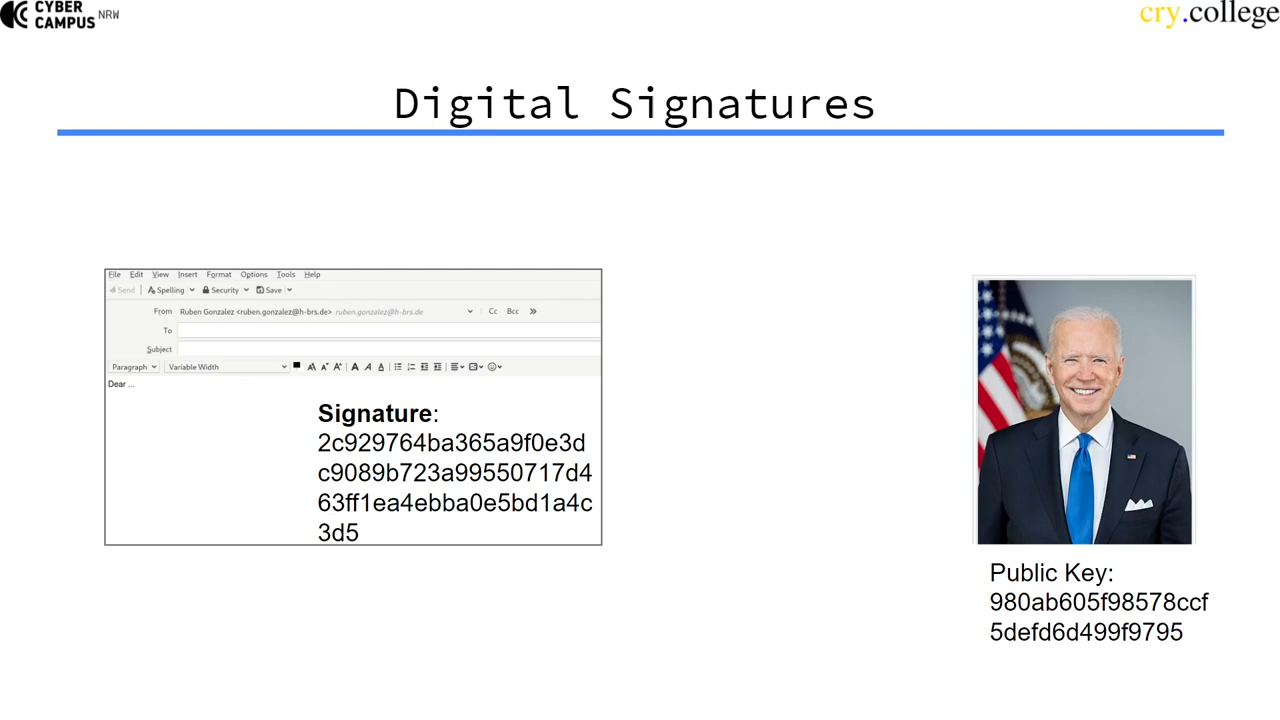 CYBER
CAMPUS NRW
cry.college
Digital Signatures
File Edit View Insert Format Options Tools Help
Send Spelling Security Save
From Ruben Gonzalez <ruben.gonzalez@h-brs.de> ruben.gonzalez@h-brs.de Cc Bcc »
To
Subject
Paragraph Variable Width
Dear ...
Signature:
2c929764ba365a9f0e3d
c9089b723a99550717d4
63ff1ea4ebba0e5bd1a4c
3d5
Public Key:
980ab605f98578ccf
5defd6d499f9795